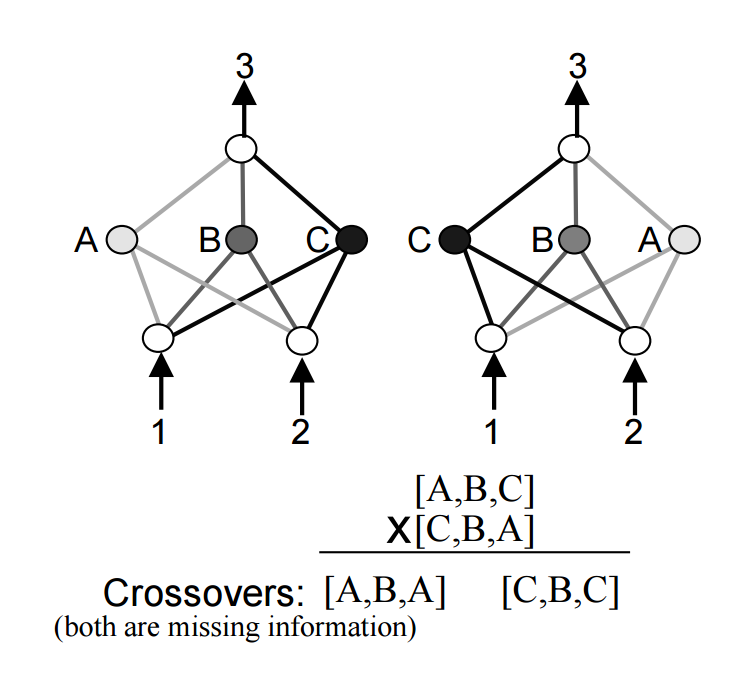 3 3
A B C C B A
1 2 1 2
[A,B,C]
X[C,B,A]
Crossovers: [A,B,A] [C,B,C]
(both are missing information)